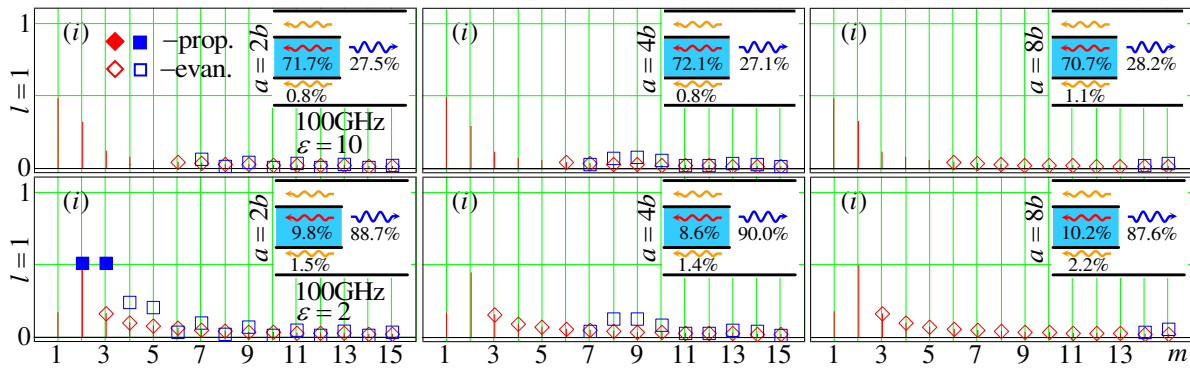 1
(i)
–prop.
–evan.
a = 2b
71.7%
27.5%
0.8%
100GHz
ε = 10
l = 1
0
(i)
a = 4b
72.1%
27.1%
0.8%
(i)
a = 8b
70.7%
28.2%
1.1%
1
(i)
a = 2b
9.8%
88.7%
1.5%
100GHz
ε = 2
l = 1
0
(i)
a = 4b
8.6%
90.0%
1.4%
(i)
a = 8b
10.2%
87.6%
2.2%
1 3 5 7 9 11 13 15
1 3 5 7 9 11 13 15
1 3 5 7 9 11 13 m